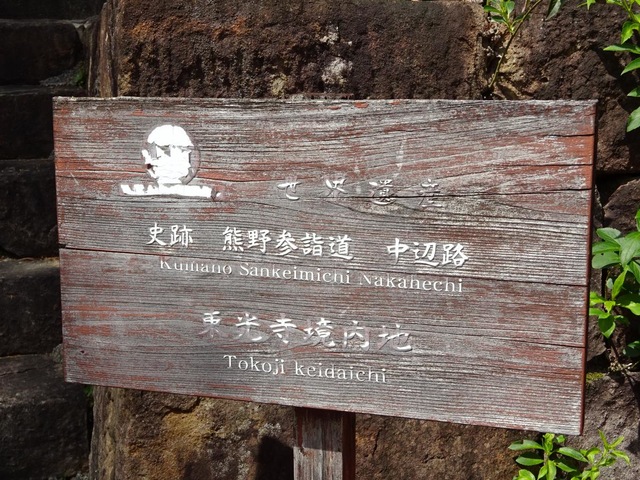 世界遺産
史跡 熊野参詣道 中辺路
Kumano Sankeimichi Nakahechi
東光寺境内地
Tokoji keidaichi